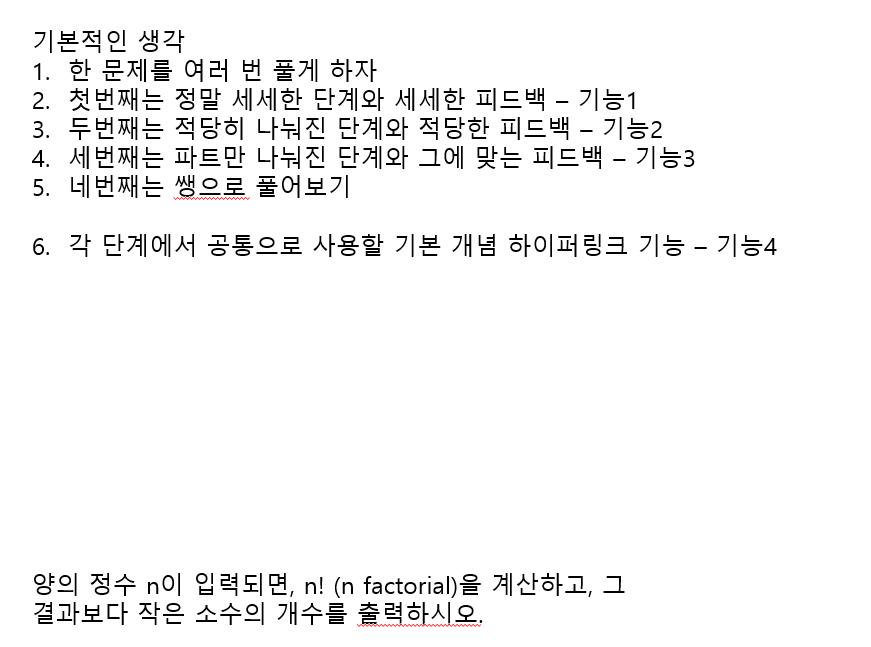 기본적인 생각
1. 한 문제를 여러 번 풀게 하자
2. 첫번째는 정말 세세한 단계와 세세한 피드백 – 기능1
3. 두번째는 적당히 나눠진 단계와 적당한 피드백 – 기능2
4. 세번째는 파트만 나눠진 단계와 그에 맞는 피드백 – 기능3
5. 네번째는 쌩으로 풀어보기
6. 각 단계에서 공통으로 사용할 기본 개념 하이퍼링크 기능 – 기능4
양의 정수 n이 입력되면, n! (n factorial)을 계산하고, 그
결과보다 작은 소수의 개수를 출력하시오.